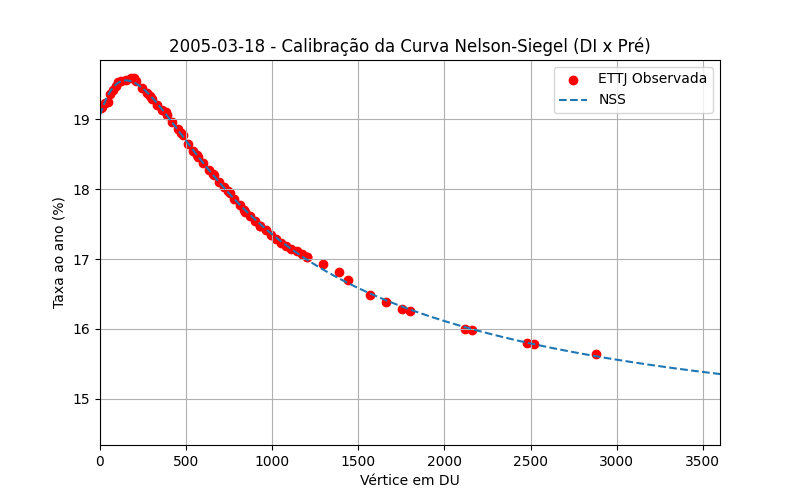 2005-03-18 - Calibração da Curva Nelson-Siegel (DI x Pré)
ETTJ Observada
NSS
Taxa ao ano (%)
19
18
17
16
15
0 500 1000 1500 2000 2500 3000 3500
Vértice em DU